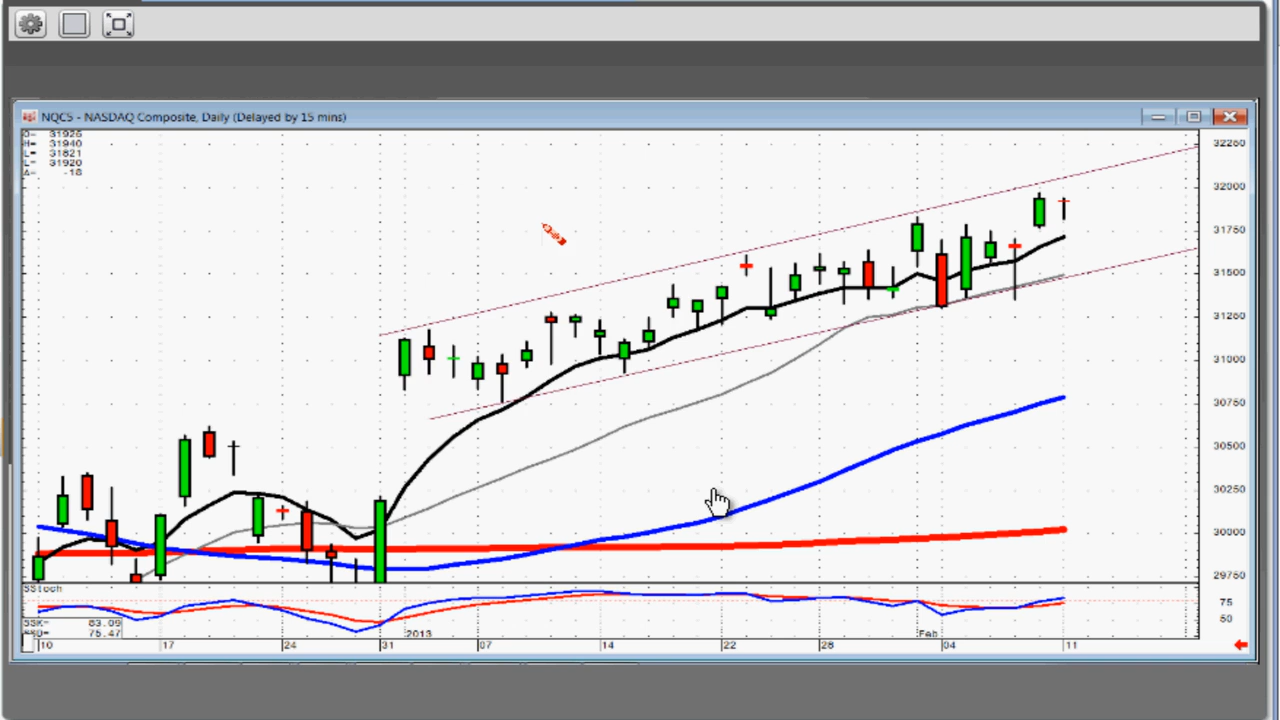 NQCS - NASDAQ Composite, Daily (Delayed by 15 mins)
O= 31926
H= 31940
L= 31821
L= 31920
Δ= -18
32250
32000
31750
31500
31250
31000
30750
30500
30250
30000
29750
SStoch
75
50
SSK= 83.09
SSD= 75.47
2013
Feb
10
17
24
31
07
14
22
28
04
11